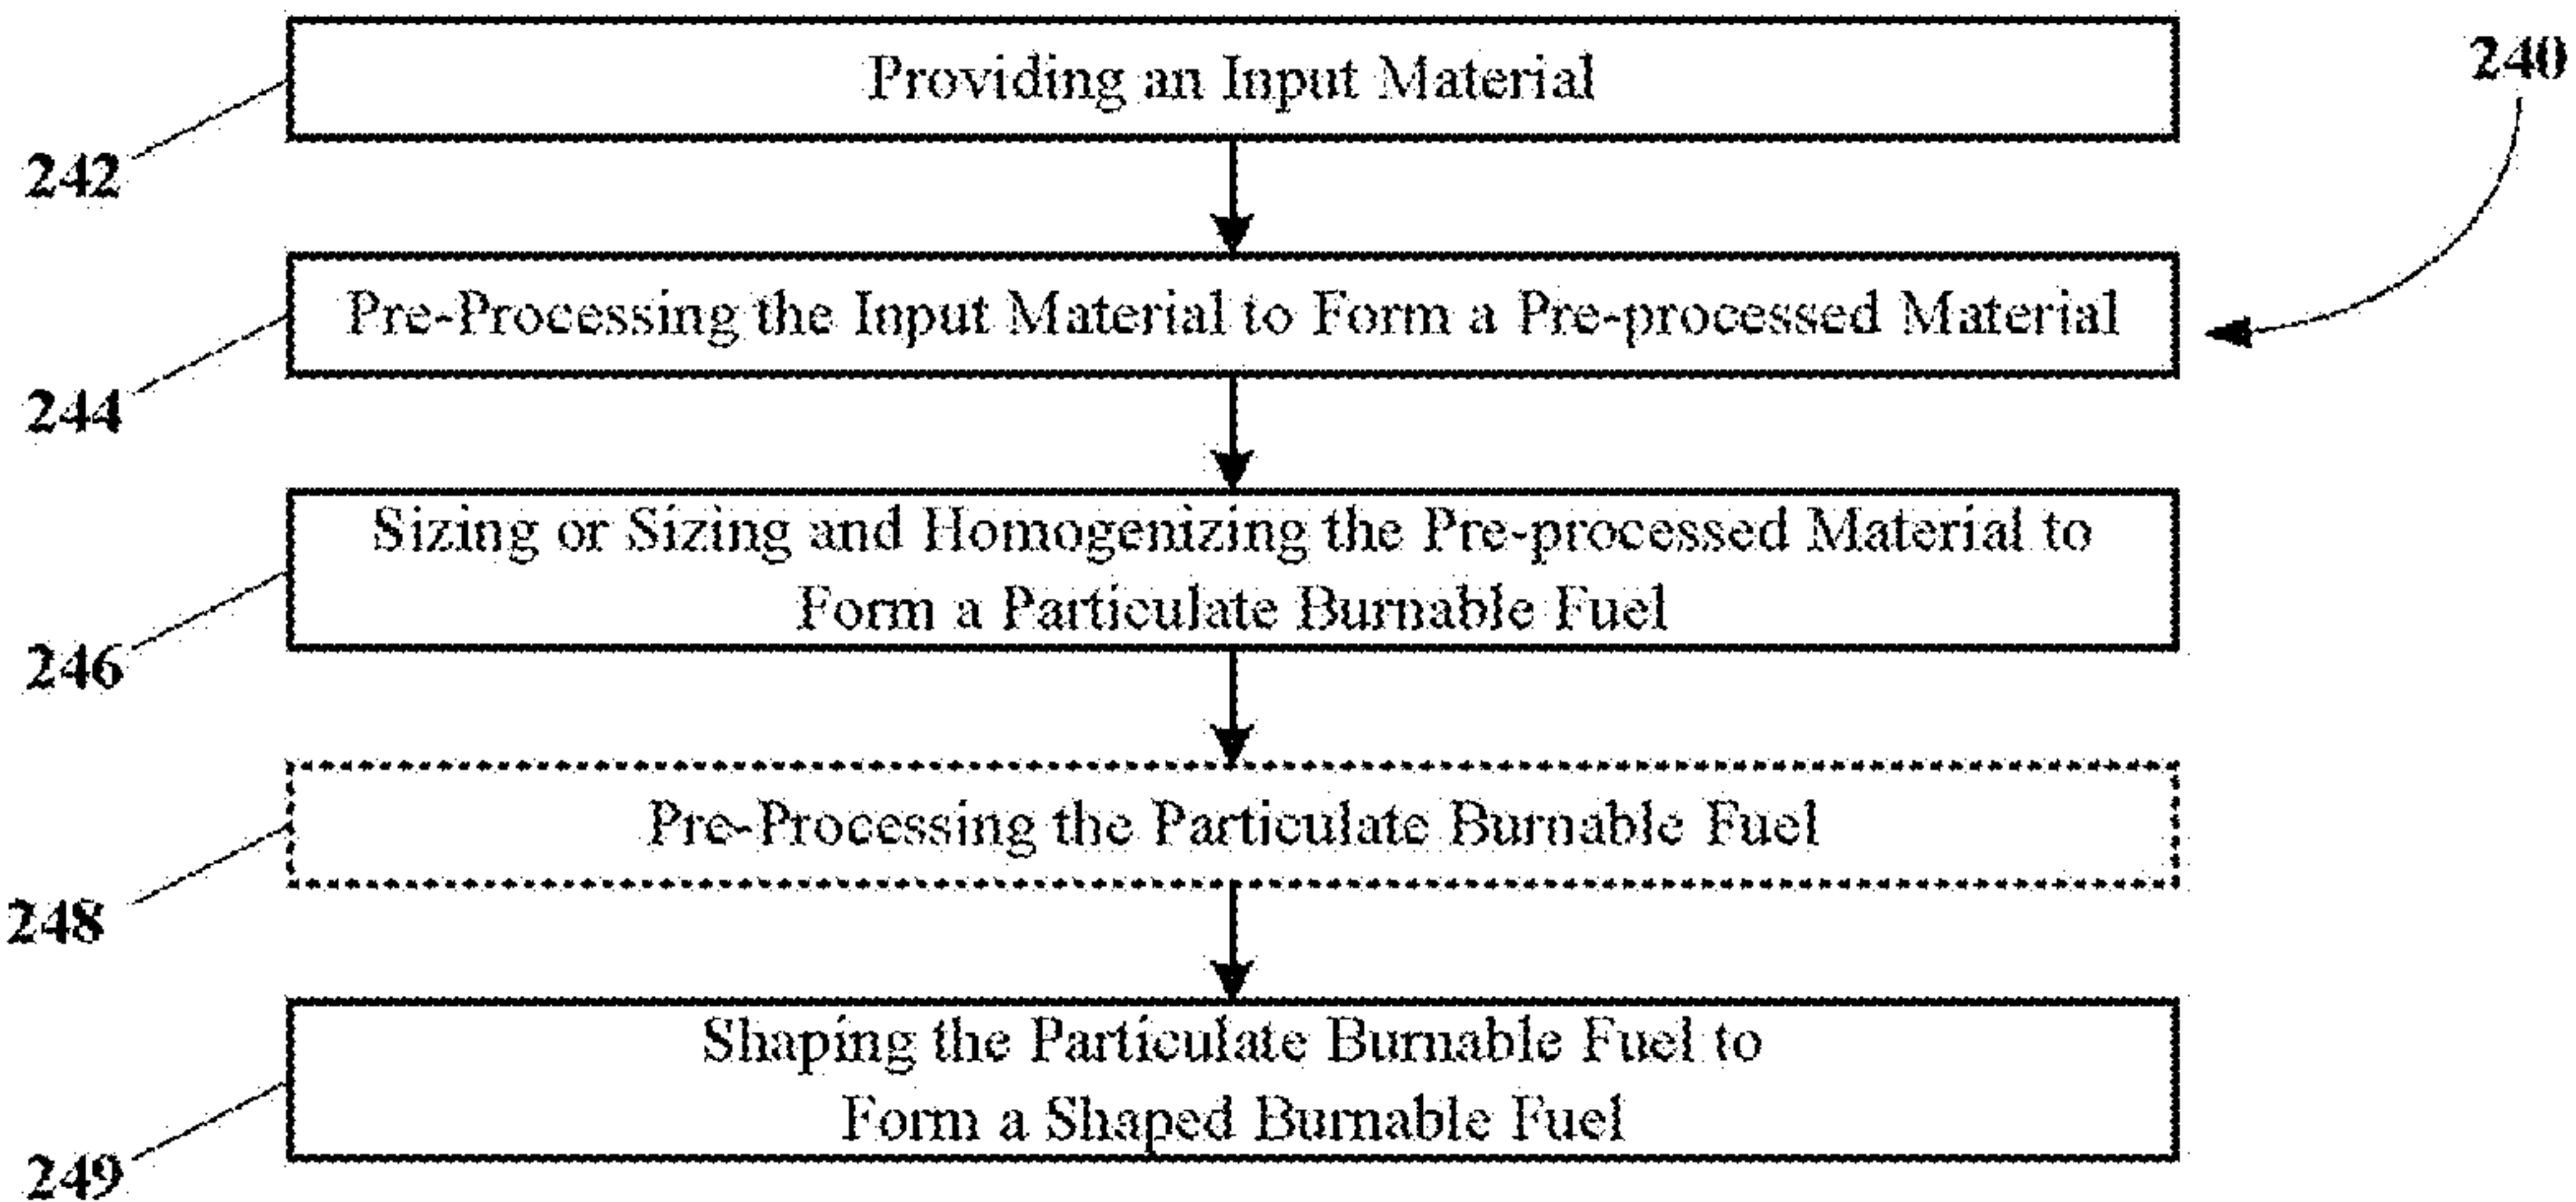 Providing an Input Material
240
242
Pre-Processing the Input Material to Form a Pre-processed Material
244
Sizing or Sizing and Homogenizing the Pre-processed Material to
Form a Particulate Burnable Fuel
246
Pre-Processing the Particulate Burnable Fuel
248
Shaping the Particulate Burnable Fuel to
Form a Shaped Burnable Fuel
249